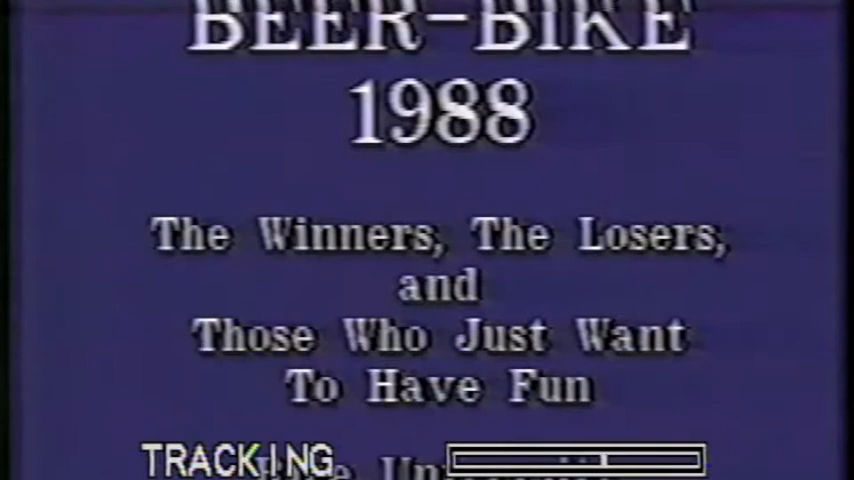 BEER-BIKE
1988
The Winners, The Losers,
and
Those Who Just Want
To Have Fun
TRACKING